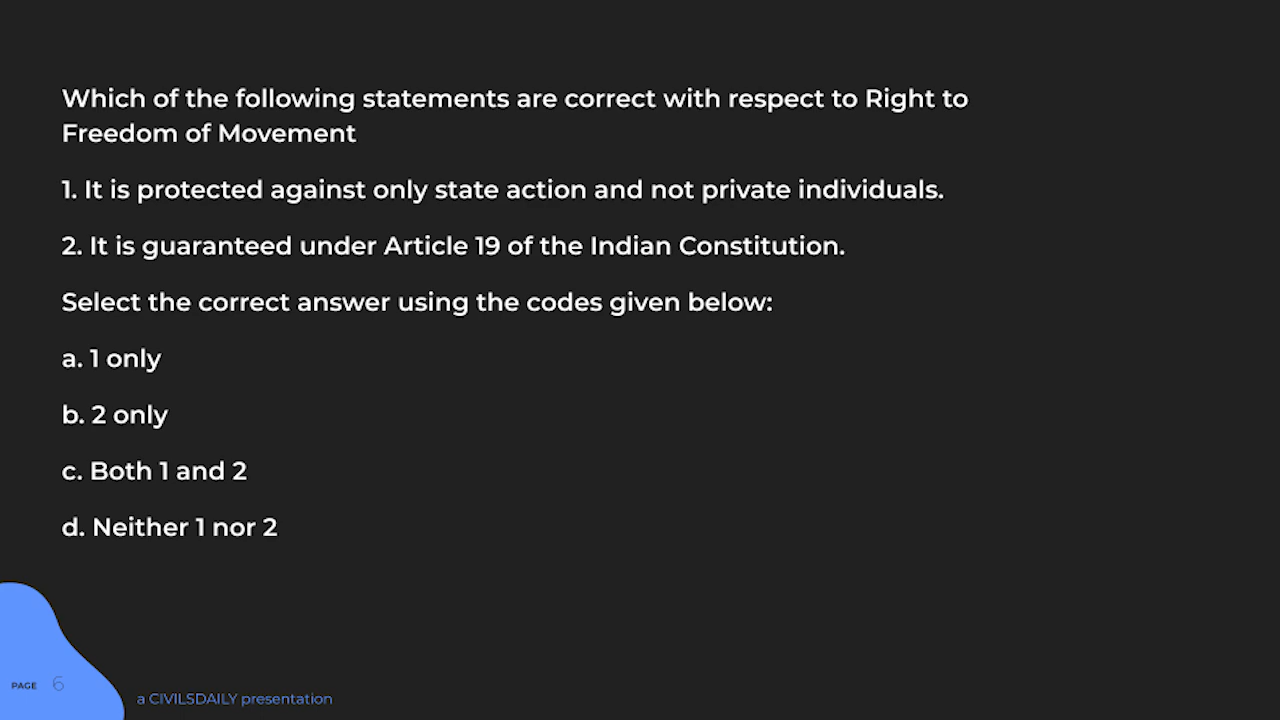 Which of the following statements are correct with respect to Right to
Freedom of Movement
1. It is protected against only state action and not private individuals.
2. It is guaranteed under Article 19 of the Indian Constitution.
Select the correct answer using the codes given below:
a. 1 only
b. 2 only
c. Both 1 and 2
d. Neither 1 nor 2
PAGE 6
a CIVILSDAILY presentation